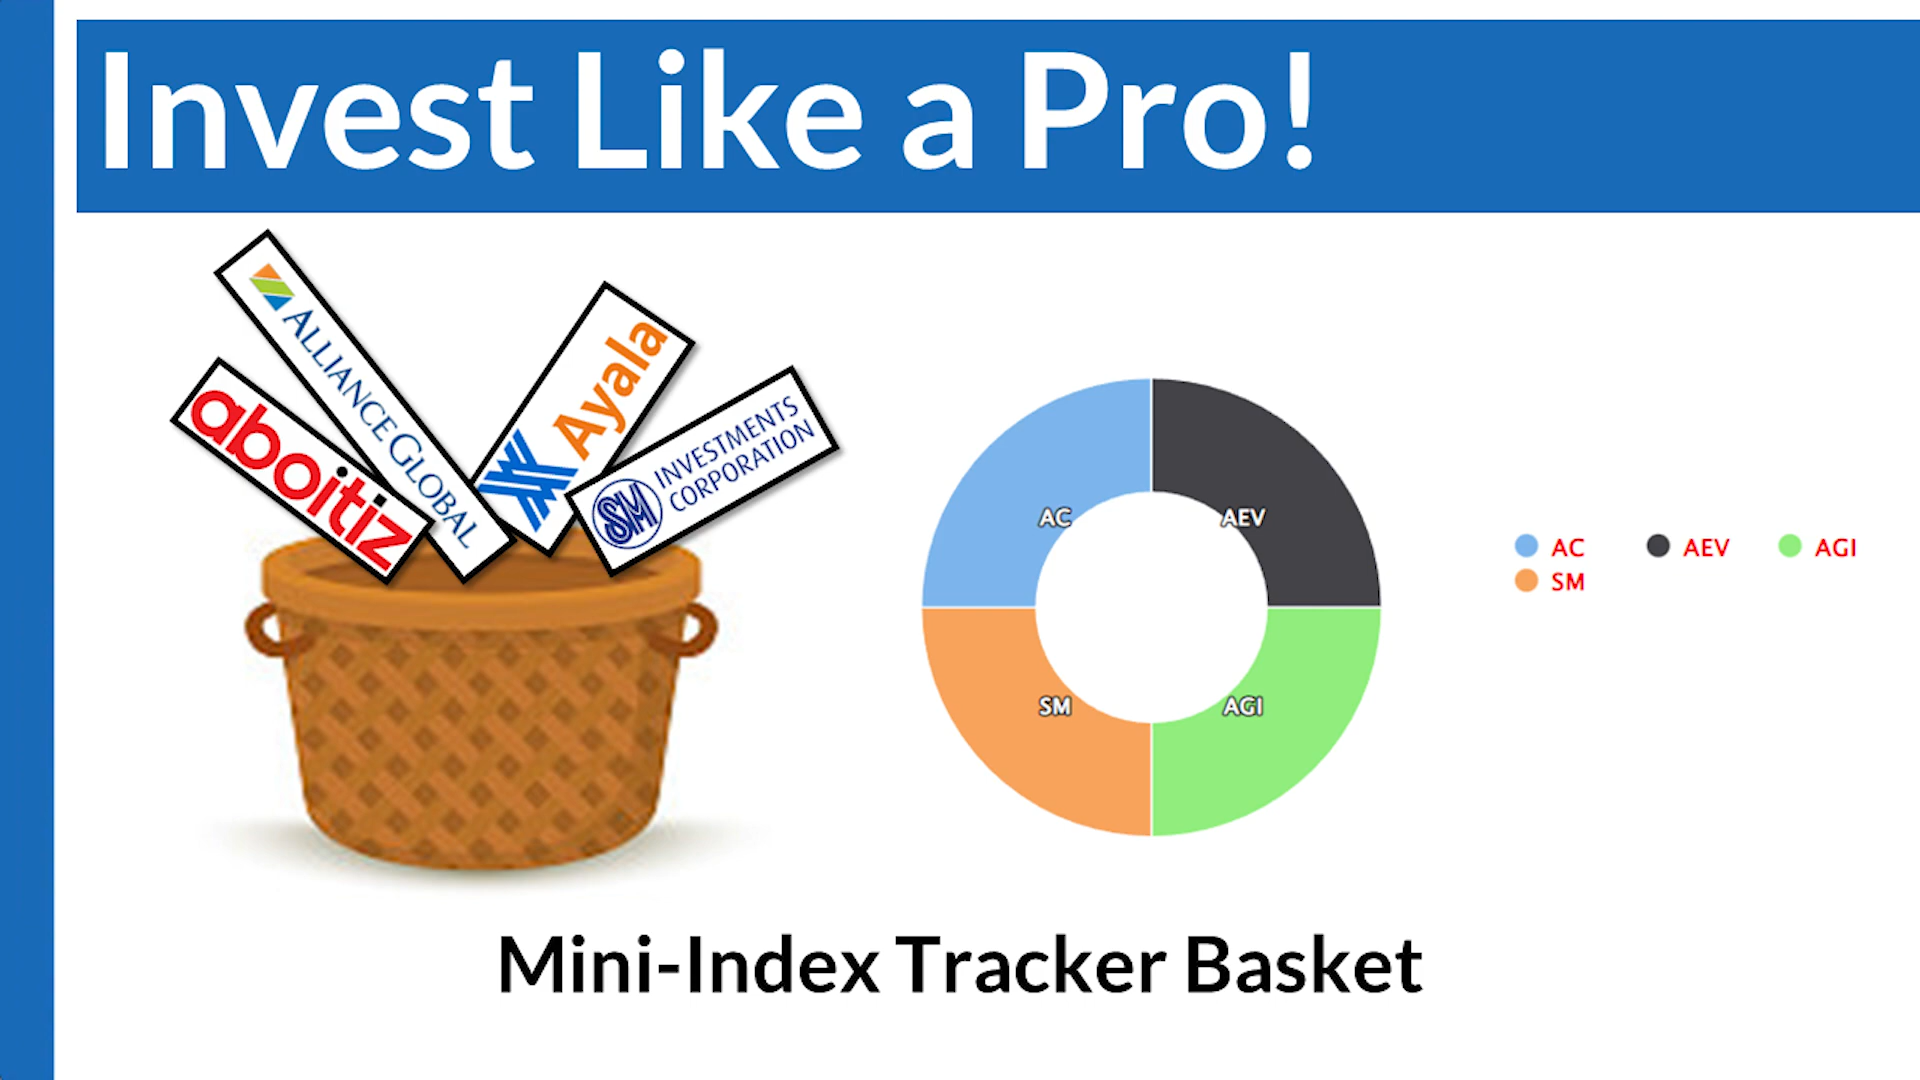 Invest Like a Pro!
ALLIANCE GLOBAL
aboitiz
Ayala
SM INVESTMENTS
CORPORATION
AC
AEV
SM
AGI
AC
AEV
AGI
SM
Mini-Index Tracker Basket